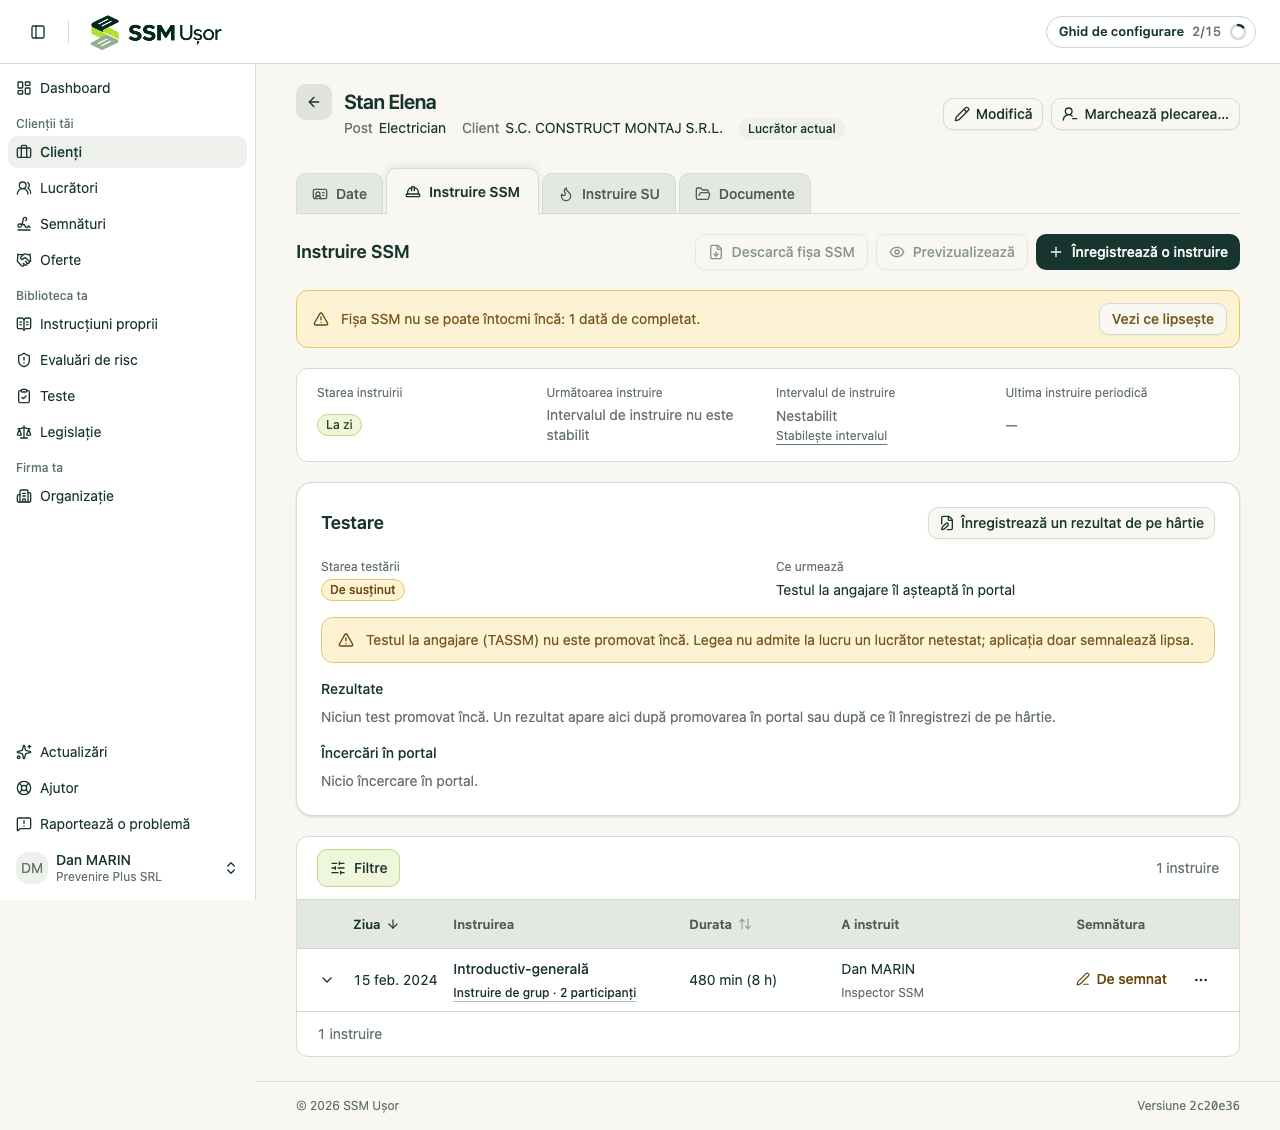 SSM Ușor
Ghid de configurare 2/15
Dashboard
Clienții tăi
Clienți
Lucrători
Semnături
Oferte
Biblioteca ta
Instrucțiuni proprii
Evaluări de risc
Teste
Legislație
Firma ta
Organizație
Actualizări
Ajutor
Raportează o problemă
DM
Dan MARIN
Prevenire Plus SRL
Stan Elena
Post Electrician Client S.C. CONSTRUCT MONTAJ S.R.L. Lucrător actual
Modifică
Marchează plecarea...
Date
Instruire SSM
Instruire SU
Documente
Instruire SSM
Descarcă fișa SSM
Previzualizează
Înregistrează o instruire
Fișa SSM nu se poate întocmi încă: 1 dată de completat.
Vezi ce lipsește
Starea instruirii
La zi
Următoarea instruire
Intervalul de instruire nu este
stabilit
Intervalul de instruire
Nestabilit
Stabilește intervalul
Ultima instruire periodică
—
Testare
Înregistrează un rezultat de pe hârtie
Starea testării
De susținut
Ce urmează
Testul la angajare îl așteaptă în portal
Testul la angajare (TASSM) nu este promovat încă. Legea nu admite la lucru un lucrător netestat; aplicația doar semnalează lipsa.
Rezultate
Niciun test promovat încă. Un rezultat apare aici după promovarea în portal sau după ce îl înregistrezi de pe hârtie.
Încercări în portal
Nicio încercare în portal.
Filtre
1 instruire
Ziua Instruirea Durata A instruit Semnătura
15 feb. 2024
Introductiv-generală
Instruire de grup · 2 participanți
480 min (8 h)
Dan MARIN
Inspector SSM
De semnat
1 instruire
© 2026 SSM Ușor
Versiune 2c20e36